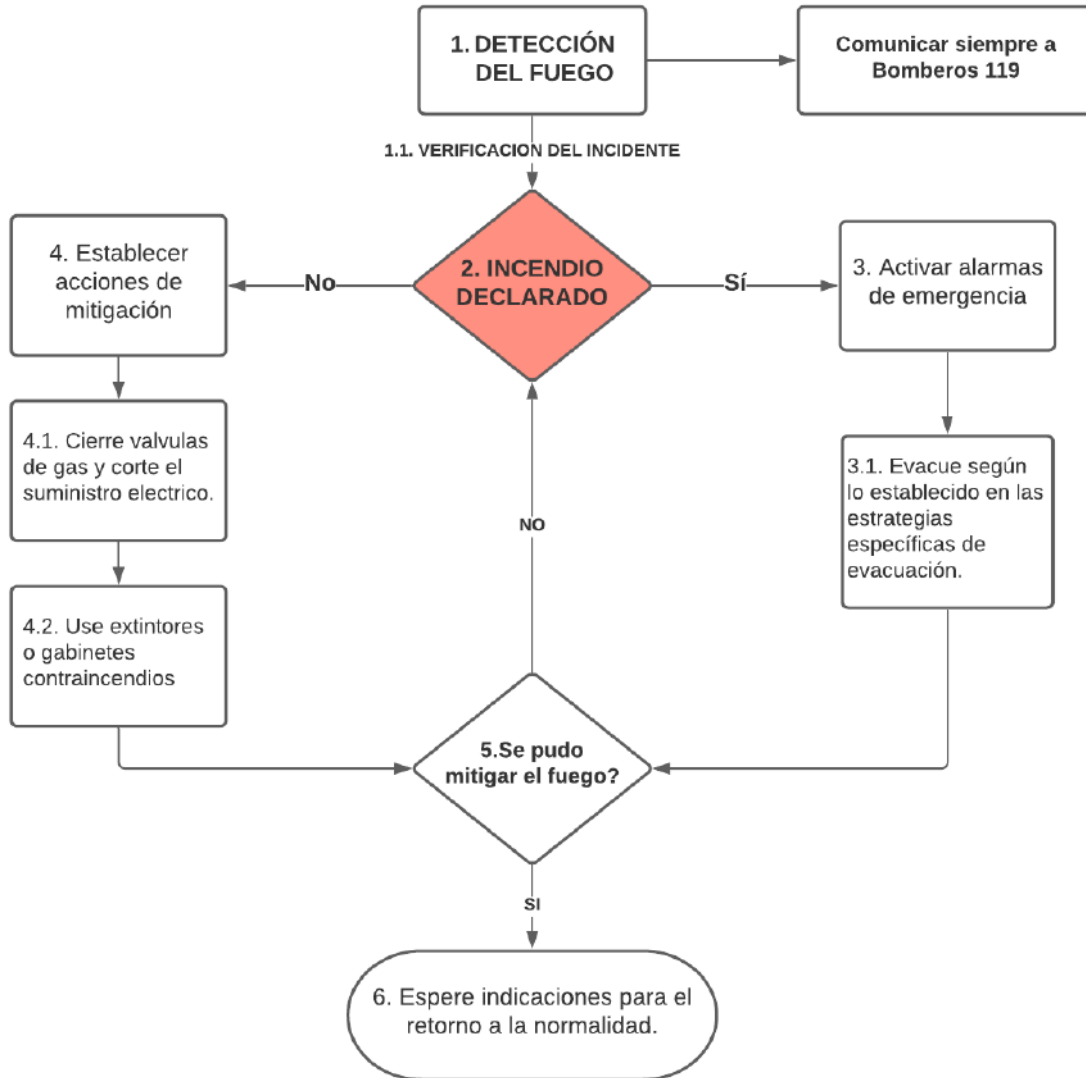 1. DETECCIÓN
DEL FUEGO
Comunicar siempre a
Bomberos 119
1.1. VERIFICACION DEL INCIDENTE
2. INCENDIO
DECLARADO
No
Sí
4. Establecer
acciones de
mitigación
3. Activar alarmas
de emergencia
4.1. Cierre valvulas
de gas y corte el
suministro electrico.
3.1. Evacue según
lo establecido en las
estrategias
específicas de
evacuación.
NO
4.2. Use extintores
o gabinetes
contraincendios
5.Se pudo
mitigar el fuego?
SI
6. Espere indicaciones para el
retorno a la normalidad.